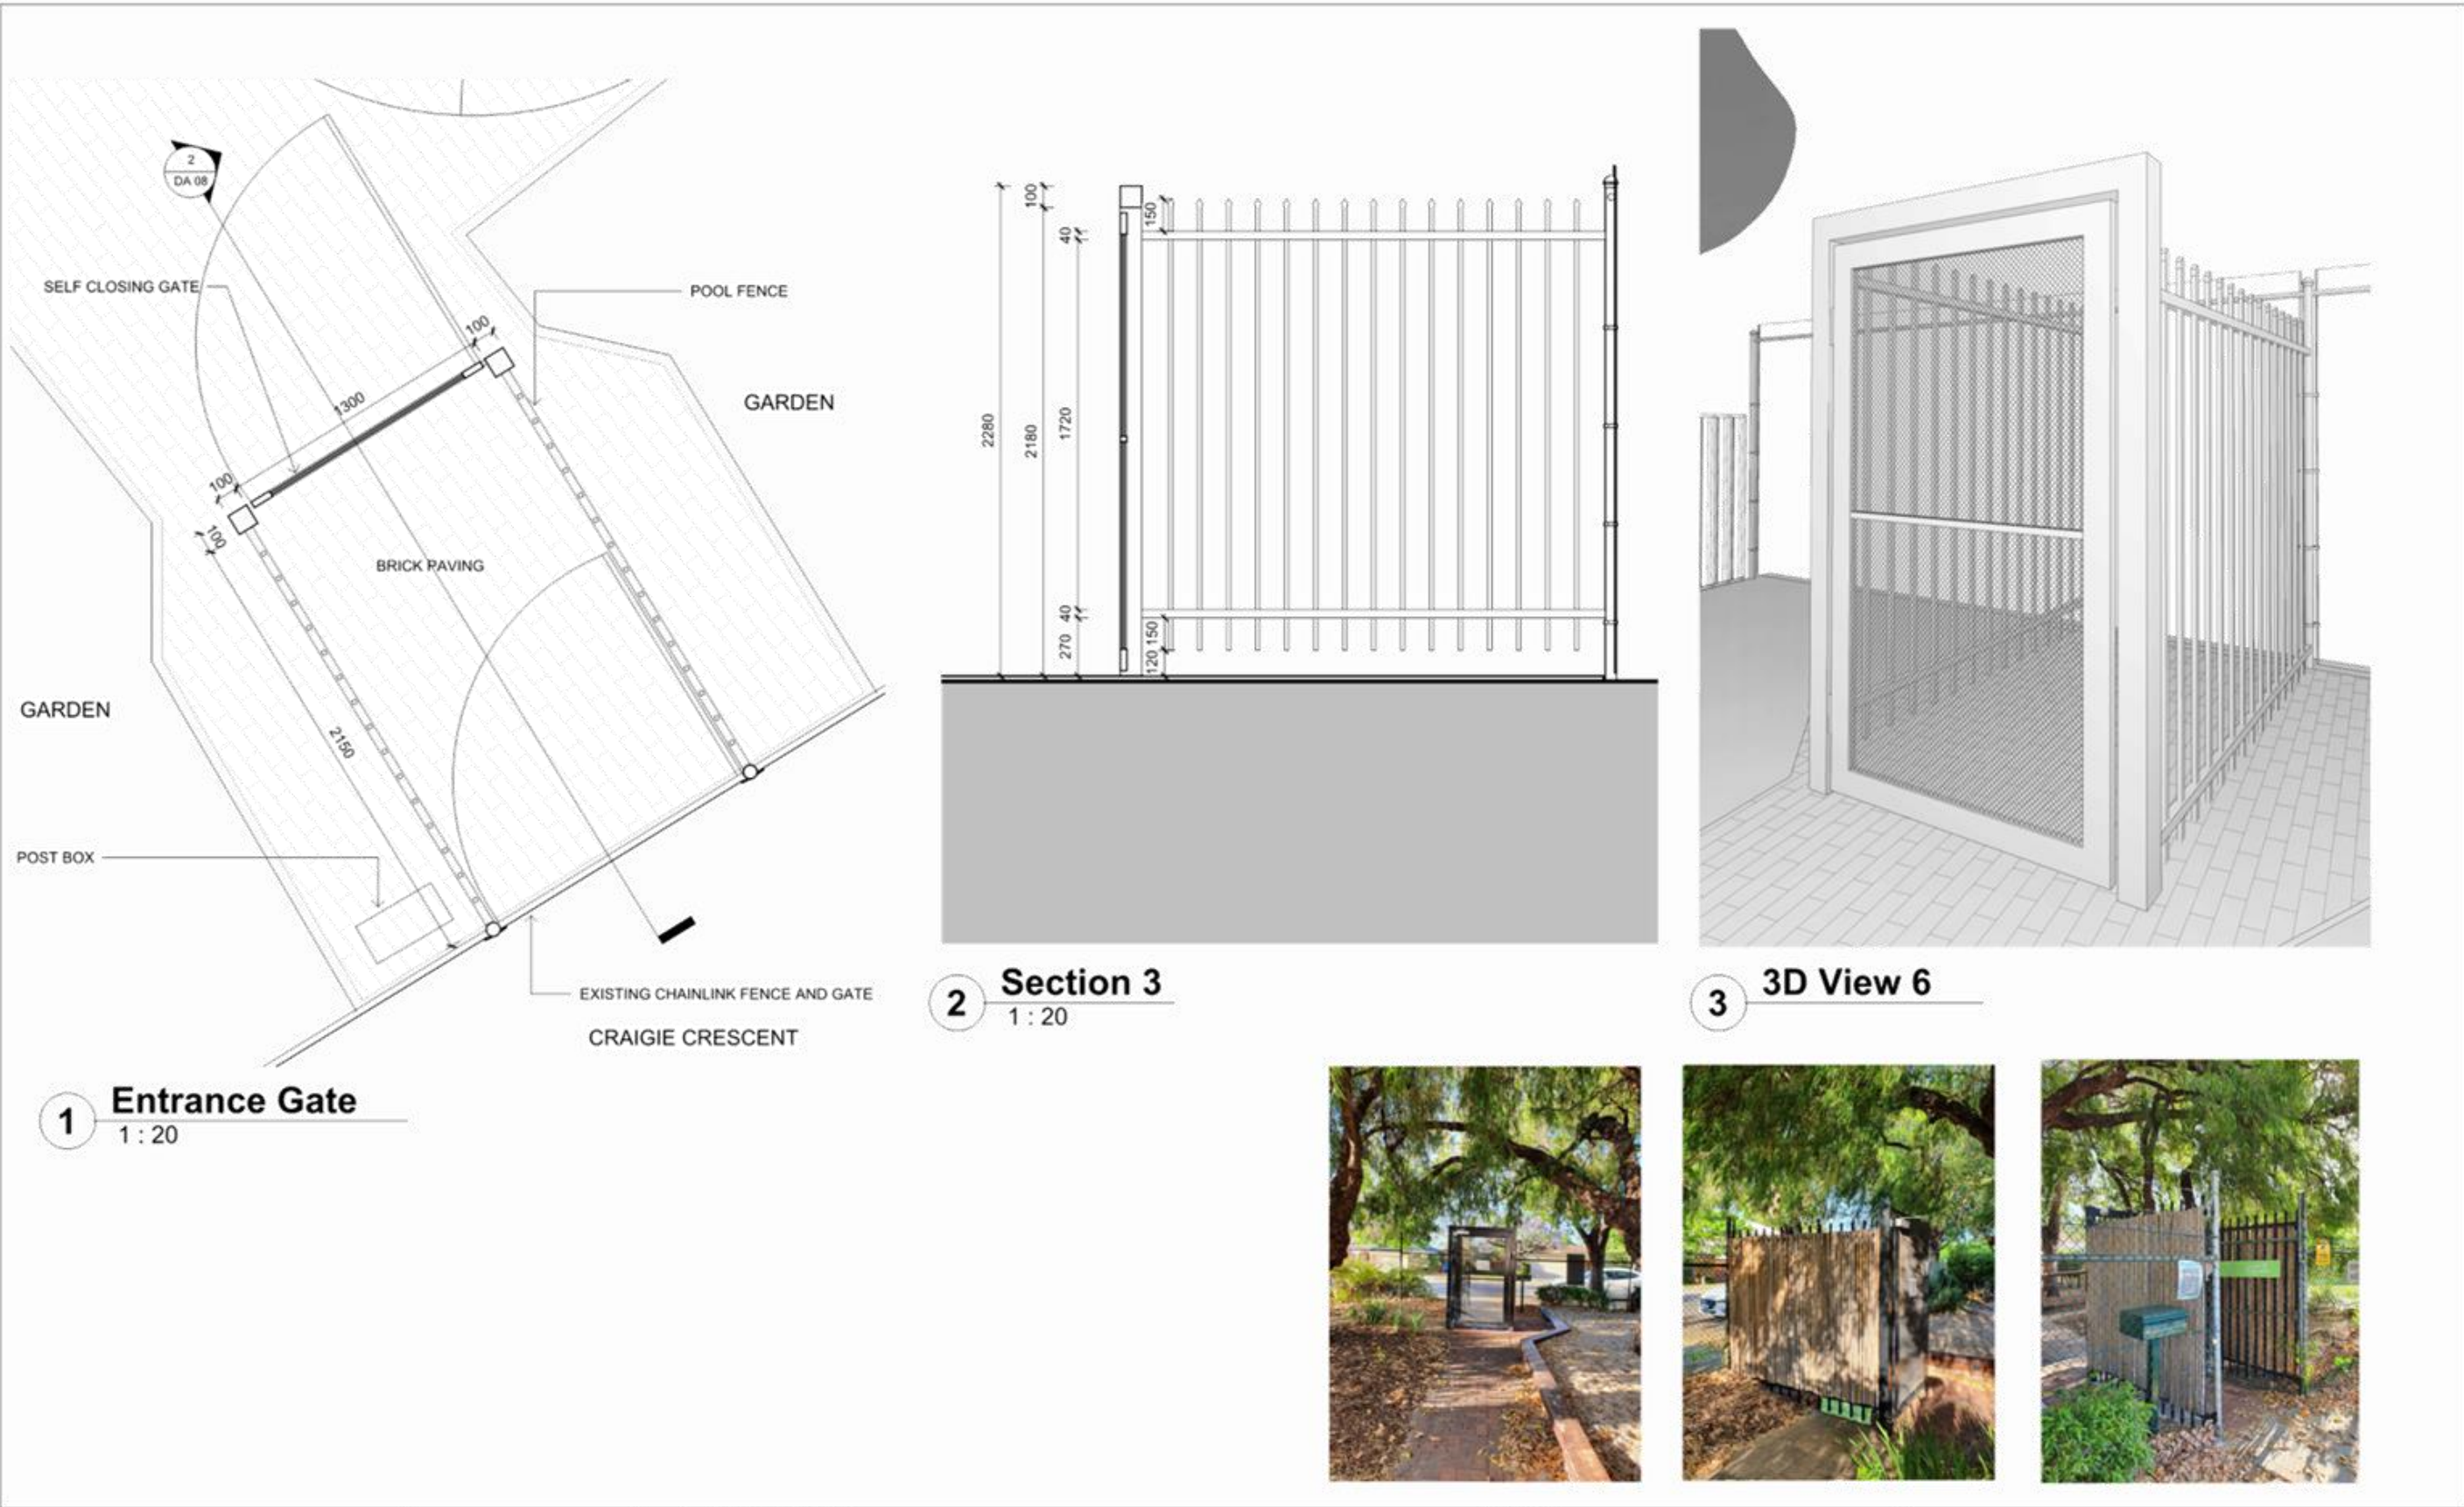 2
DA 08
SELF CLOSING GATE
POOL FENCE
100
1300
GARDEN
100
100
BRICK PAVING
GARDEN
2150
POST BOX
EXISTING CHAINLINK FENCE AND GATE
CRAIGIE CRESCENT
1 Entrance Gate
1 : 20
2280
100
2180
40
1720
40
270
150
150
120
2 Section 3
1 : 20
3 3D View 6